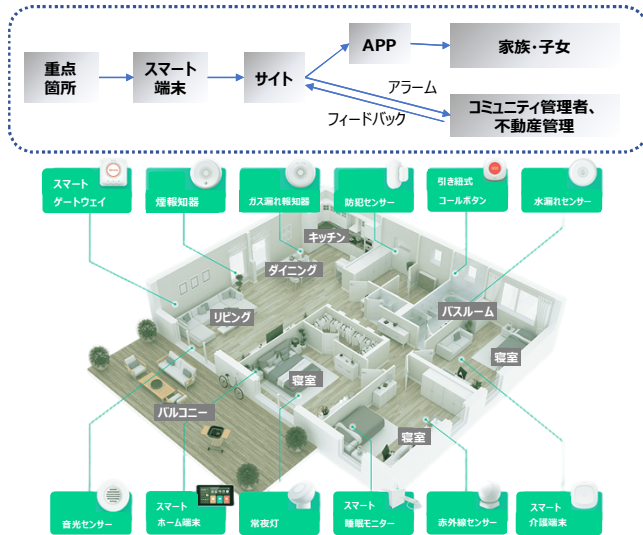 重点
箇所
スマート
端末
サイト
APP
家族・子女
アラーム
フィードバック
コミュニティ管理者、
不動産管理
スマート
ゲートウェイ
煙報知器
ガス漏れ報知器
防犯センサー
引き紐式
コールボタン
水漏れセンサー
キッチン
ダイニング
リビング
バスルーム
寝室
寝室
バルコニー
寝室
音光センサー
スマート
ホーム端末
常夜灯
スマート
睡眠モニター
赤外線センサー
スマート
介護端末